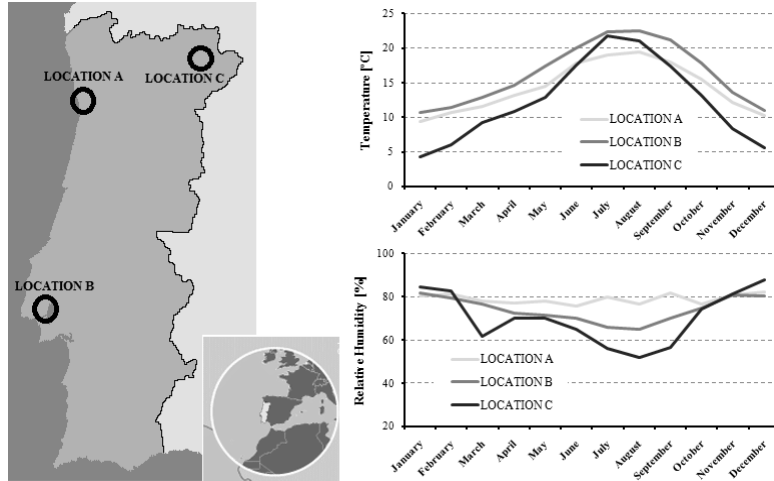 LOCATION A
LOCATION C
LOCATION B
Temperature [°C]
25
20
15
10
5
0
LOCATION A
LOCATION B
LOCATION C
January
February
March
April
May
June
July
August
September
October
November
December
Relative Humidity [%]
100
80
60
40
20
LOCATION A
LOCATION B
LOCATION C
January
February
March
April
May
June
July
August
September
October
November
December